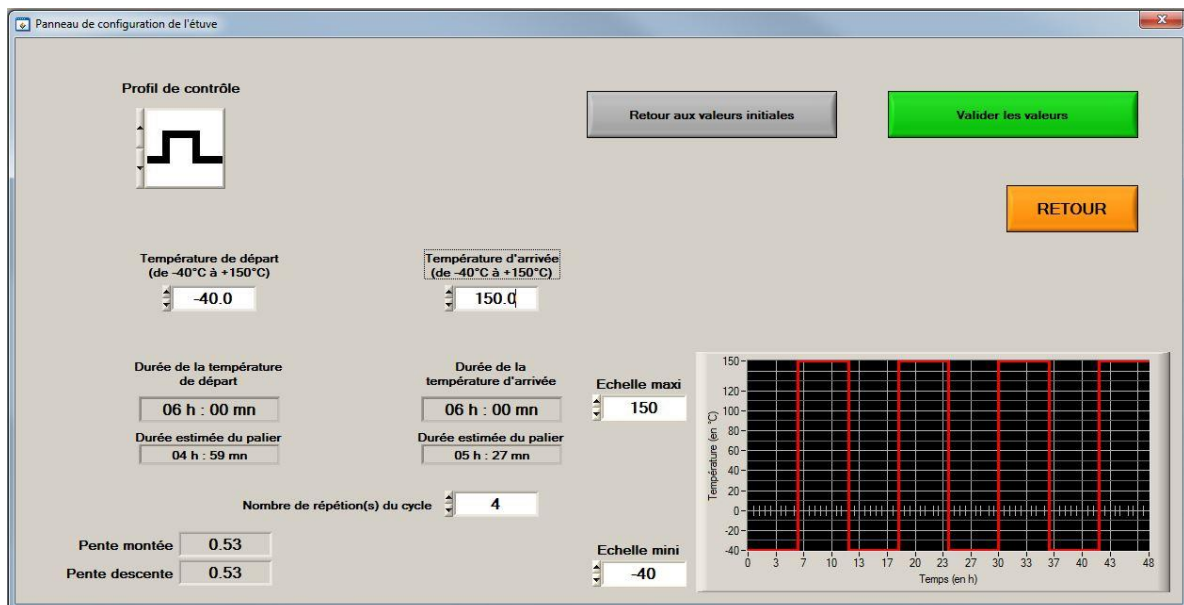 Panneau de configuration de l'étuve
Profil de contrôle
Retour aux valeurs initiales
Valider les valeurs
RETOUR
Température de départ
(de -40°C à +150°C)
-40.0
Température d'arrivée
(de -40°C à +150°C)
150.0
Durée de la température
de départ
06 h : 00 mn
Durée estimée du palier
04 h : 59 mn
Durée de la
température d'arrivée
06 h : 00 mn
Durée estimée du palier
05 h : 27 mn
Nombre de répétion(s) du cycle
4
Pente montée
0.53
Pente descente
0.53
Echelle maxi
150
Echelle mini
-40
Température (en °C)
150
120
100
80
60
40
20
0
-20
-40
0 3 7 10 13 17 20 23 27 30 33 37 40 43 48
Temps (en h)